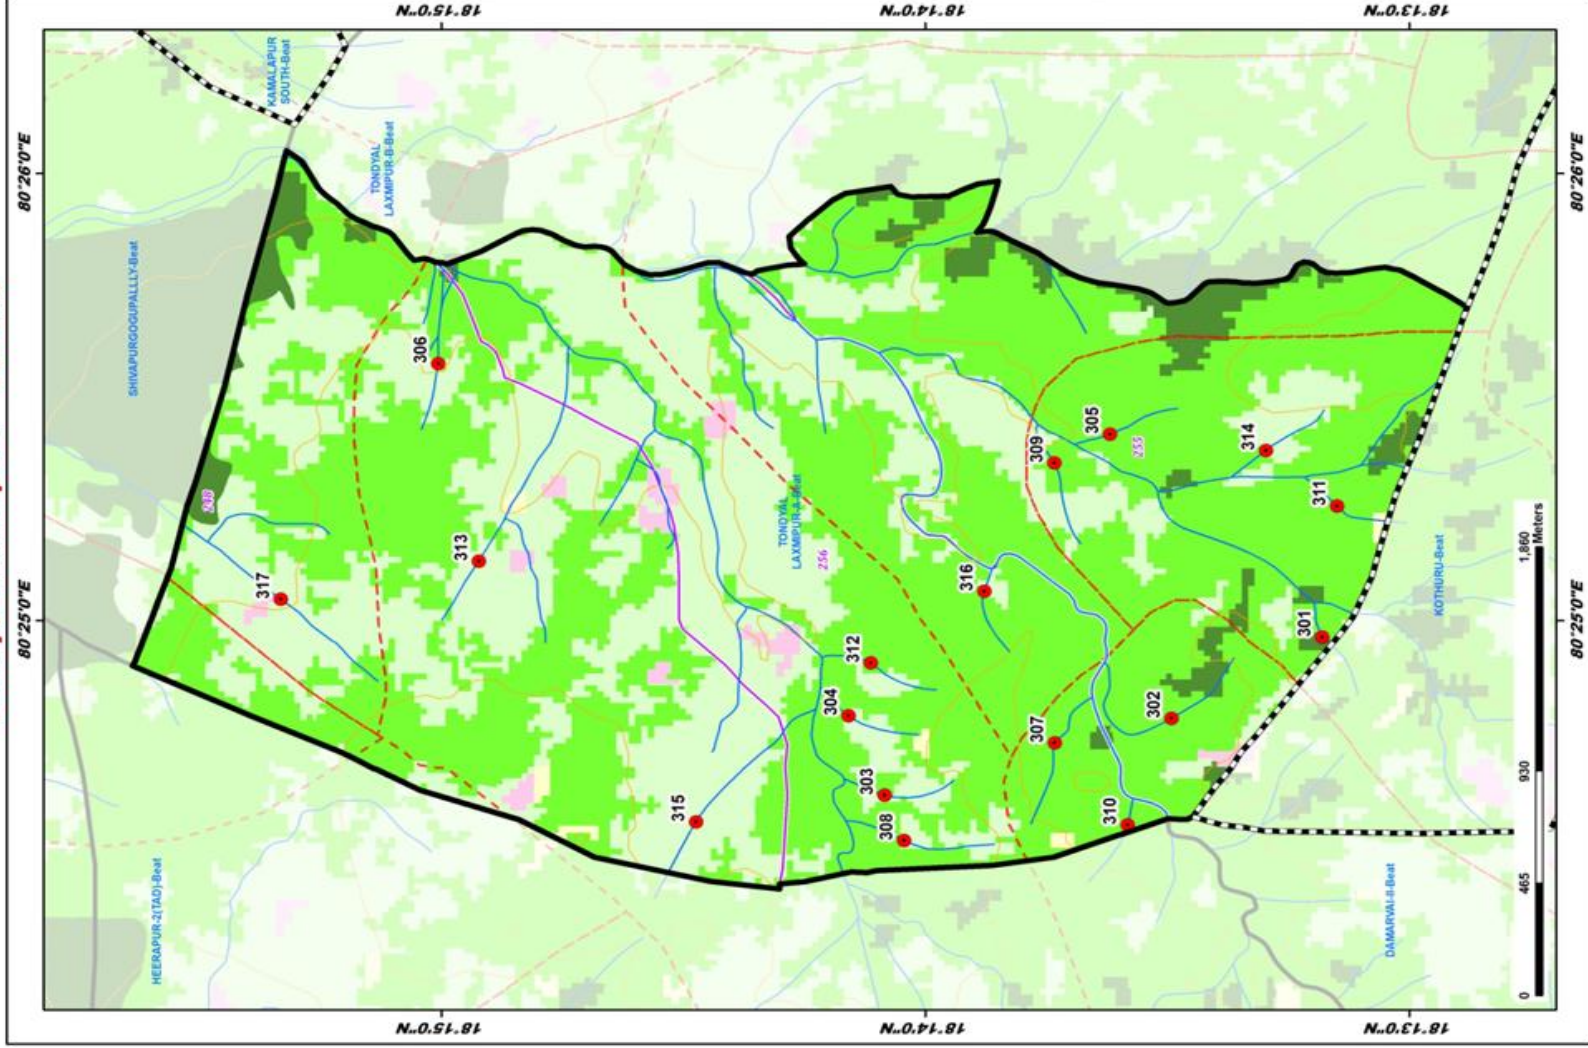 80°25'0"E
80°26'0"E
HEERAPUR-2(TAD)-Beat
SHIVAPURGOGUPALLLY-Beat
KAMALAPUR
SOUTH-Beat
TONDYAL
LAXMIPUR-B-Beat
248
317
306
18°15'0"N
18°15'0"N
313
315
TONDYAL
LAXMIPUR-A-Beat
256
312
304
303
308
18°14'0"N
18°14'0"N
316
309
305
255
307
310
302
314
301
311
DAMARVAI-II-Beat
KOTHURU-Beat
18°13'0"N
18°13'0"N
0
465
930
1,860
Meters
80°25'0"E
80°26'0"E